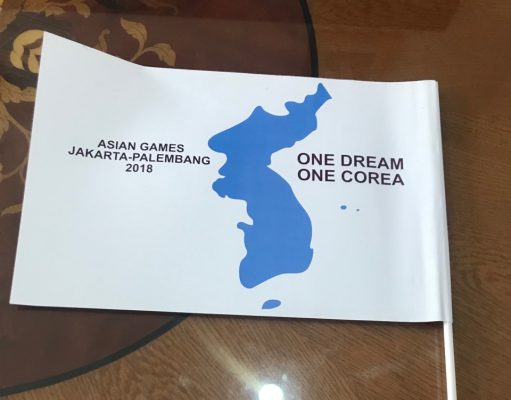 ASIAN GAMES
JAKARTA-PALEMBANG
2018
ONE DREAM
ONE COREA